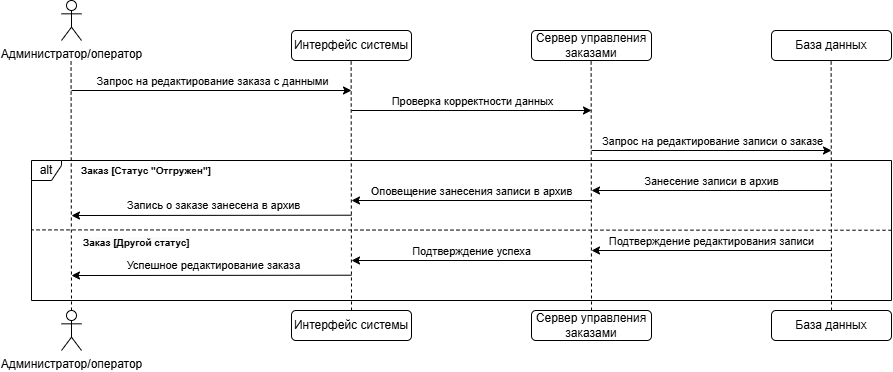 Администратор/оператор
Интерфейс системы
Сервер управления
заказами
База данных
Запрос на редактирование заказа с данными
Проверка корректности данных
Запрос на редактирование записи о заказе
alt
Заказ [Статус "Отгружен"]
Занесение записи в архив
Оповещение занесения записи в архив
Запись о заказе занесена в архив
Заказ [Другой статус]
Подтверждение редактирования записи
Подтверждение успеха
Успешное редактирование заказа
Администратор/оператор
Интерфейс системы
Сервер управления
заказами
База данных